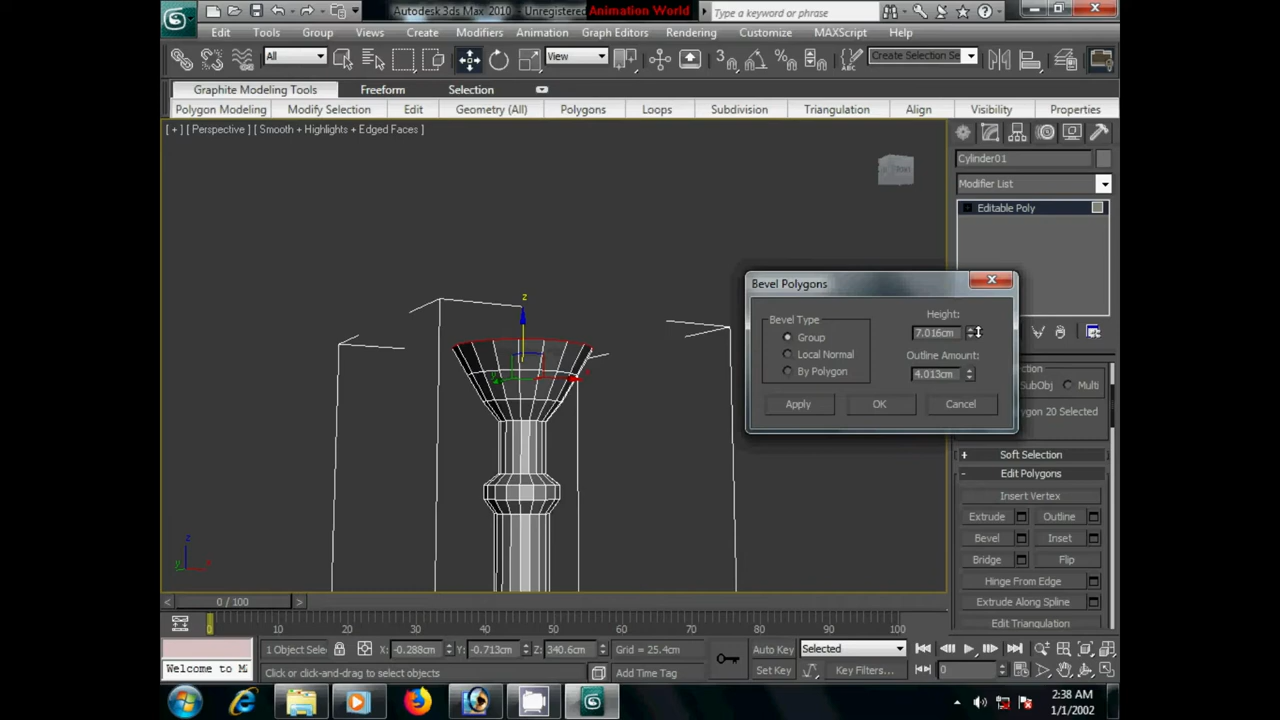 Autodesk 3ds Max 2010 - Unregistered Animation World Type a keyword or phrase
Edit Tools Group Views Create Modifiers Animation Graph Editors Rendering Customize MAXScript Help
All View Create Selection Se
Graphite Modeling Tools Freeform Selection
Polygon Modeling Modify Selection Edit Geometry (All) Polygons Loops Subdivision Triangulation Align Visibility Properties
[ + ] [ Perspective ] [ Smooth + Highlights + Edged Faces ]
Cylinder01
Modifier List
Editable Poly
z
y
Bevel Polygons
Bevel Type
Group
Local Normal
By Polygon
Height:
7.016cm
Outline Amount:
4.013cm
Apply OK Cancel
SubObj Multi
ygon 20 Selected
+ Soft Selection
- Edit Polygons
Insert Vertex
Extrude Outline
Bevel Inset
Bridge Flip
Hinge From Edge
Extrude Along Spline
Edit Triangulation
z
y x
< 0 / 100 >
0 10 20 30 40 50 60 70 80 90 100
1 Object Sele X: -0.288cm Y: -0.713cm Z: 340.6cm Grid = 25.4cm Auto Key Selected
Welcome to M Click or click-and-drag to select objects Add Time Tag Set Key Key Filters... 0
2:38 AM
1/1/2002